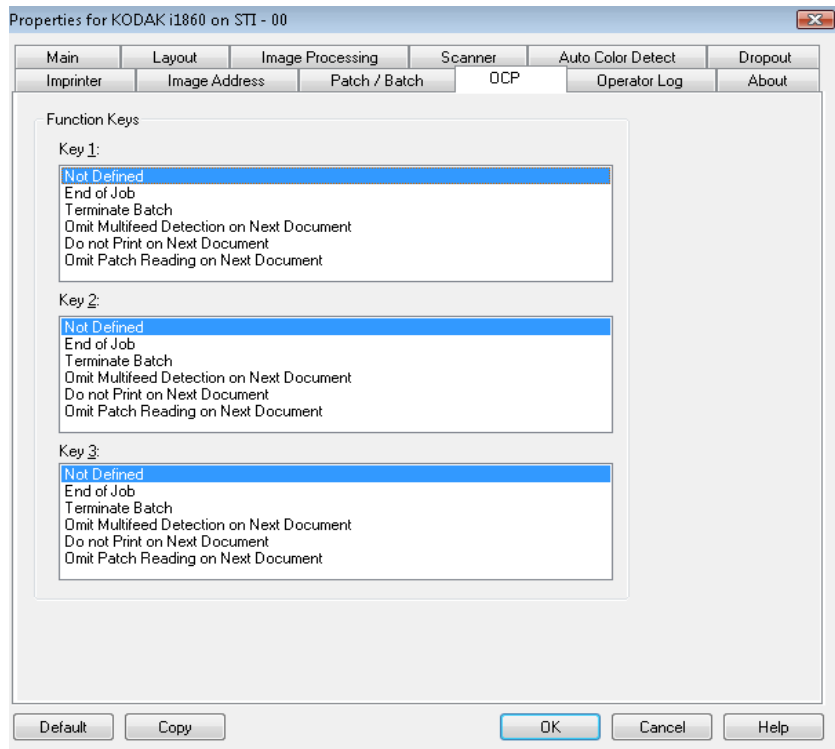 Properties for KODAK i1860 on STI - 00
Main Layout Image Processing Scanner Auto Color Detect Dropout
Imprinter Image Address Patch / Batch OCP Operator Log About
Function Keys
Key 1:
Not Defined
End of Job
Terminate Batch
Omit Multifeed Detection on Next Document
Do not Print on Next Document
Omit Patch Reading on Next Document
Key 2:
Not Defined
End of Job
Terminate Batch
Omit Multifeed Detection on Next Document
Do not Print on Next Document
Omit Patch Reading on Next Document
Key 3:
Not Defined
End of Job
Terminate Batch
Omit Multifeed Detection on Next Document
Do not Print on Next Document
Omit Patch Reading on Next Document
Default Copy OK Cancel Help